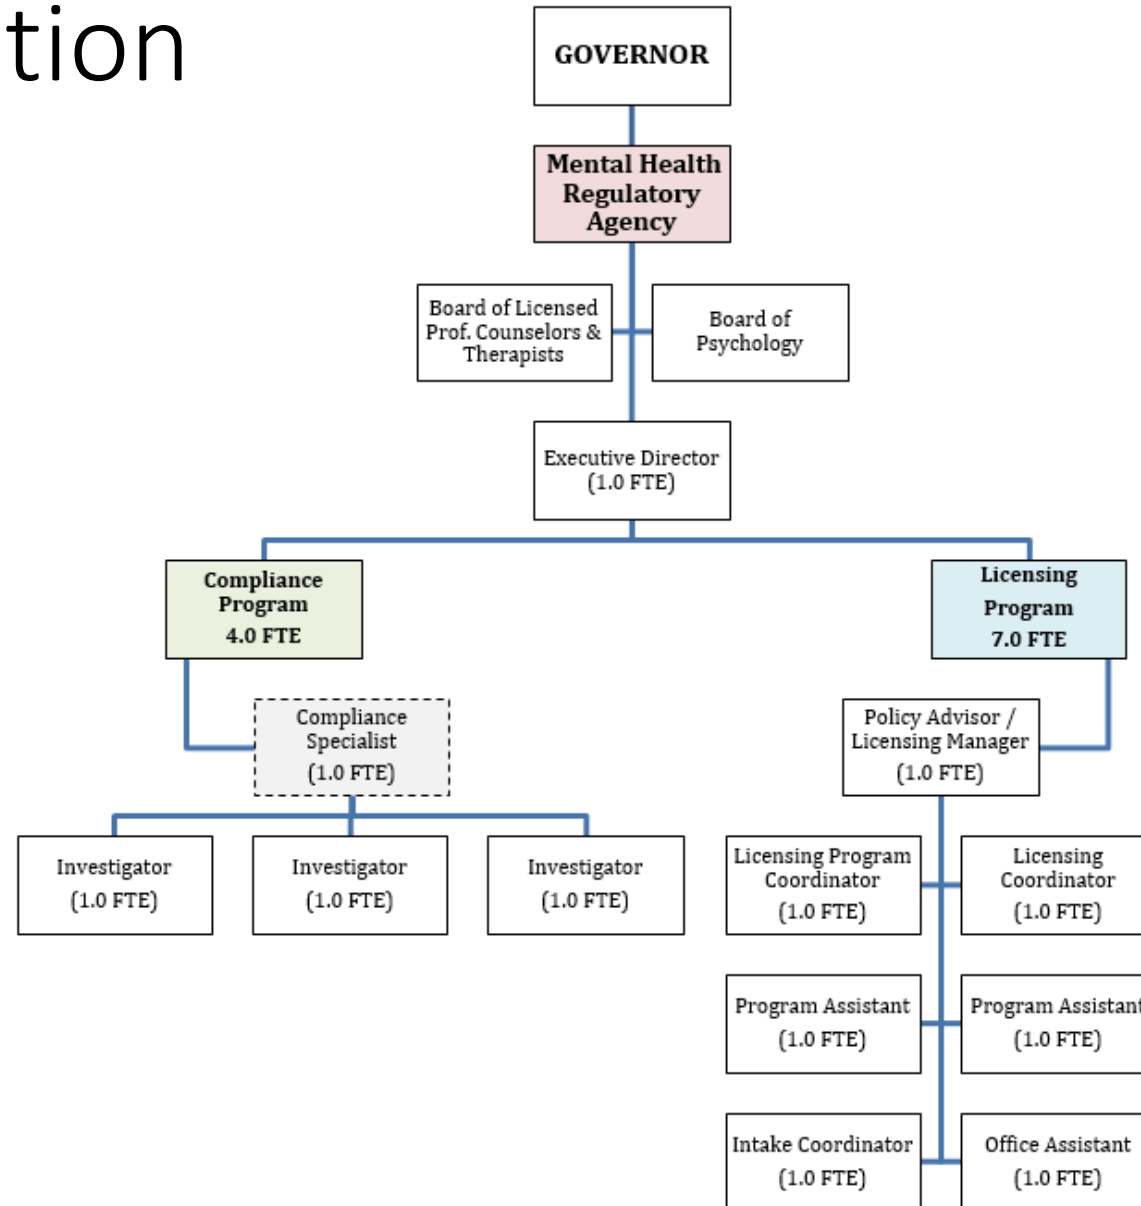 tion
GOVERNOR
Mental Health
Regulatory
Agency
Board of Licensed
Prof. Counselors &
Therapists
Board of
Psychology
Executive Director
(1.0 FTE)
Compliance
Program
4.0 FTE
Licensing
Program
7.0 FTE
Compliance
Specialist
(1.0 FTE)
Policy Advisor /
Licensing Manager
(1.0 FTE)
Investigator
(1.0 FTE)
Investigator
(1.0 FTE)
Investigator
(1.0 FTE)
Licensing Program
Coordinator
(1.0 FTE)
Licensing
Coordinator
(1.0 FTE)
Program Assistant
(1.0 FTE)
Program Assistant
(1.0 FTE)
Intake Coordinator
(1.0 FTE)
Office Assistant
(1.0 FTE)